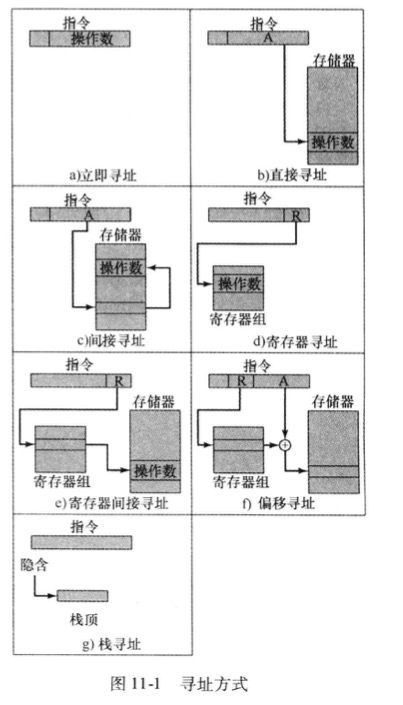 指令
操作数
a)立即寻址
指令
A
存储器
操作数
b)直接寻址
指令
A
存储器
操作数
c)间接寻址
指令
R
操作数
寄存器组
d)寄存器寻址
指令
R
存储器
寄存器组
操作数
e)寄存器间接寻址
指令
R A
存储器
寄存器组
f) 偏移寻址
指令
隐含
栈顶
g) 栈寻址
图 11-1 寻址方式